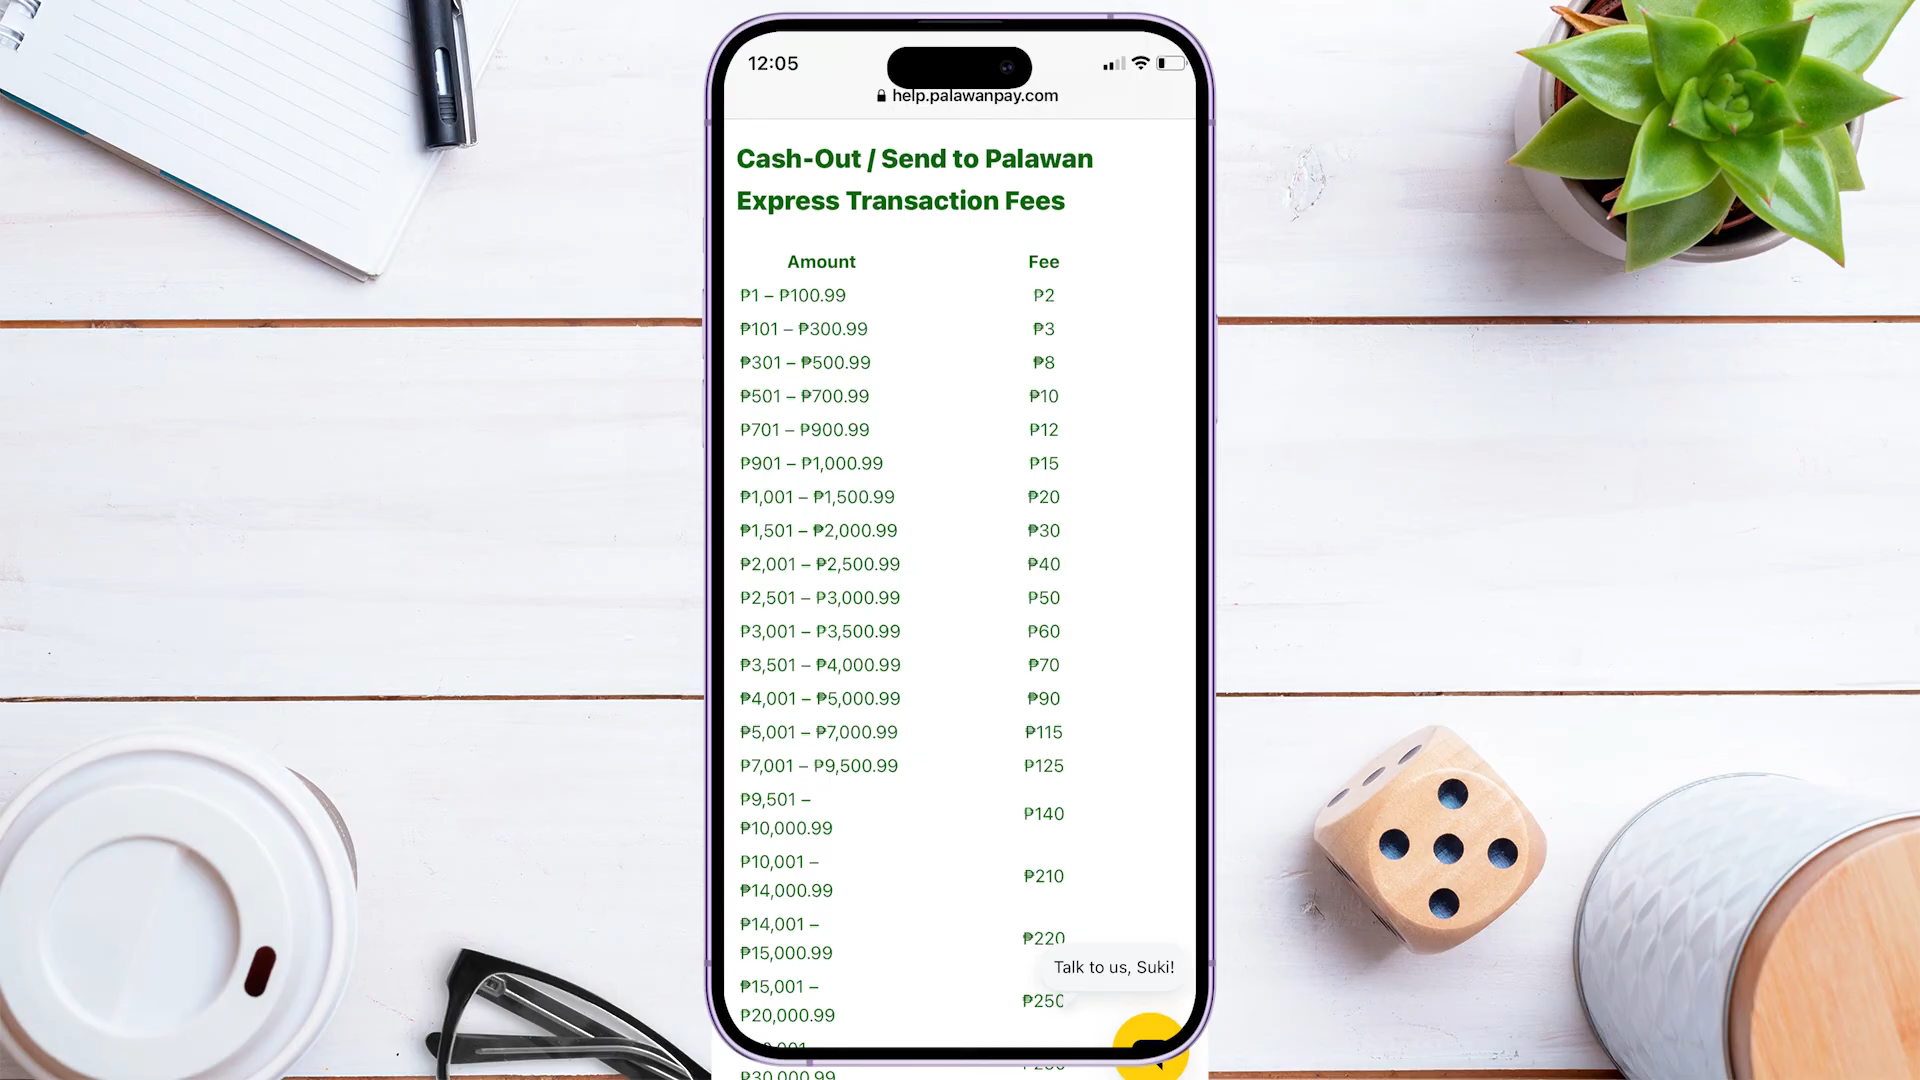 12:05
help.palawanpay.com
Cash-Out / Send to Palawan
Express Transaction Fees
Amount Fee
₱1 – ₱100.99 ₱2
₱101 – ₱300.99 ₱3
₱301 – ₱500.99 ₱8
₱501 – ₱700.99 ₱10
₱701 – ₱900.99 ₱12
₱901 – ₱1,000.99 ₱15
₱1,001 – ₱1,500.99 ₱20
₱1,501 – ₱2,000.99 ₱30
₱2,001 – ₱2,500.99 ₱40
₱2,501 – ₱3,000.99 ₱50
₱3,001 – ₱3,500.99 ₱60
₱3,501 – ₱4,000.99 ₱70
₱4,001 – ₱5,000.99 ₱90
₱5,001 – ₱7,000.99 ₱115
₱7,001 – ₱9,500.99 ₱125
₱9,501 –
₱10,000.99 ₱140
₱10,001 –
₱14,000.99 ₱210
₱14,001 –
₱15,000.99 ₱220
Talk to us, Suki!
₱15,001 –
₱20,000.99 ₱250
₱30,000.99